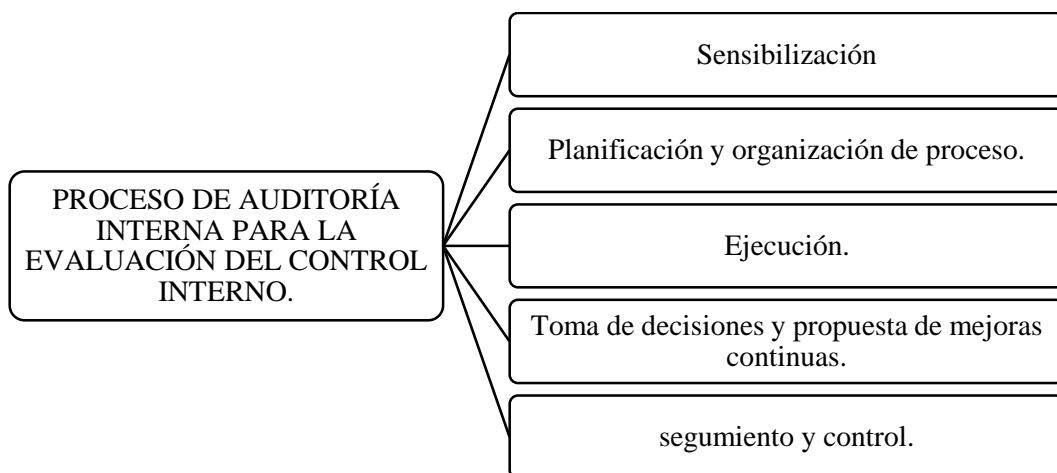 PROCESO DE AUDITORÍA
INTERNA PARA LA
EVALUACIÓN DEL CONTROL
INTERNO.
Sensibilización
Planificación y organización de proceso.
Ejecución.
Toma de decisiones y propuesta de mejoras
continuas.
segumiento y control.